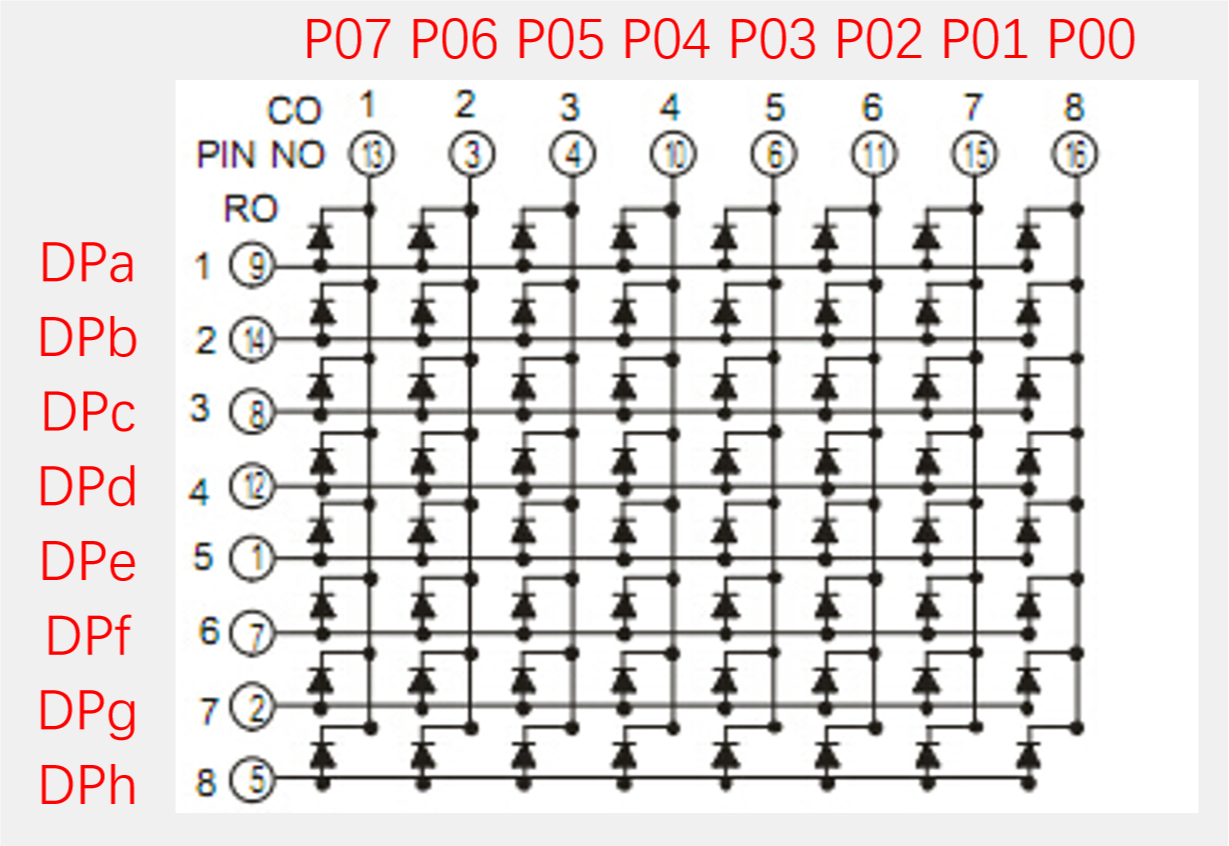 P07 P06 P05 P04 P03 P02 P01 P00
CO 1 2 3 4 5 6 7 8
PIN NO 13 3 4 10 6 11 15 16
RO
DPa 1 9
DPb 2 14
DPc 3 8
DPd 4 12
DPe 5 1
DPf 6 7
DPg 7 2
DPh 8 5